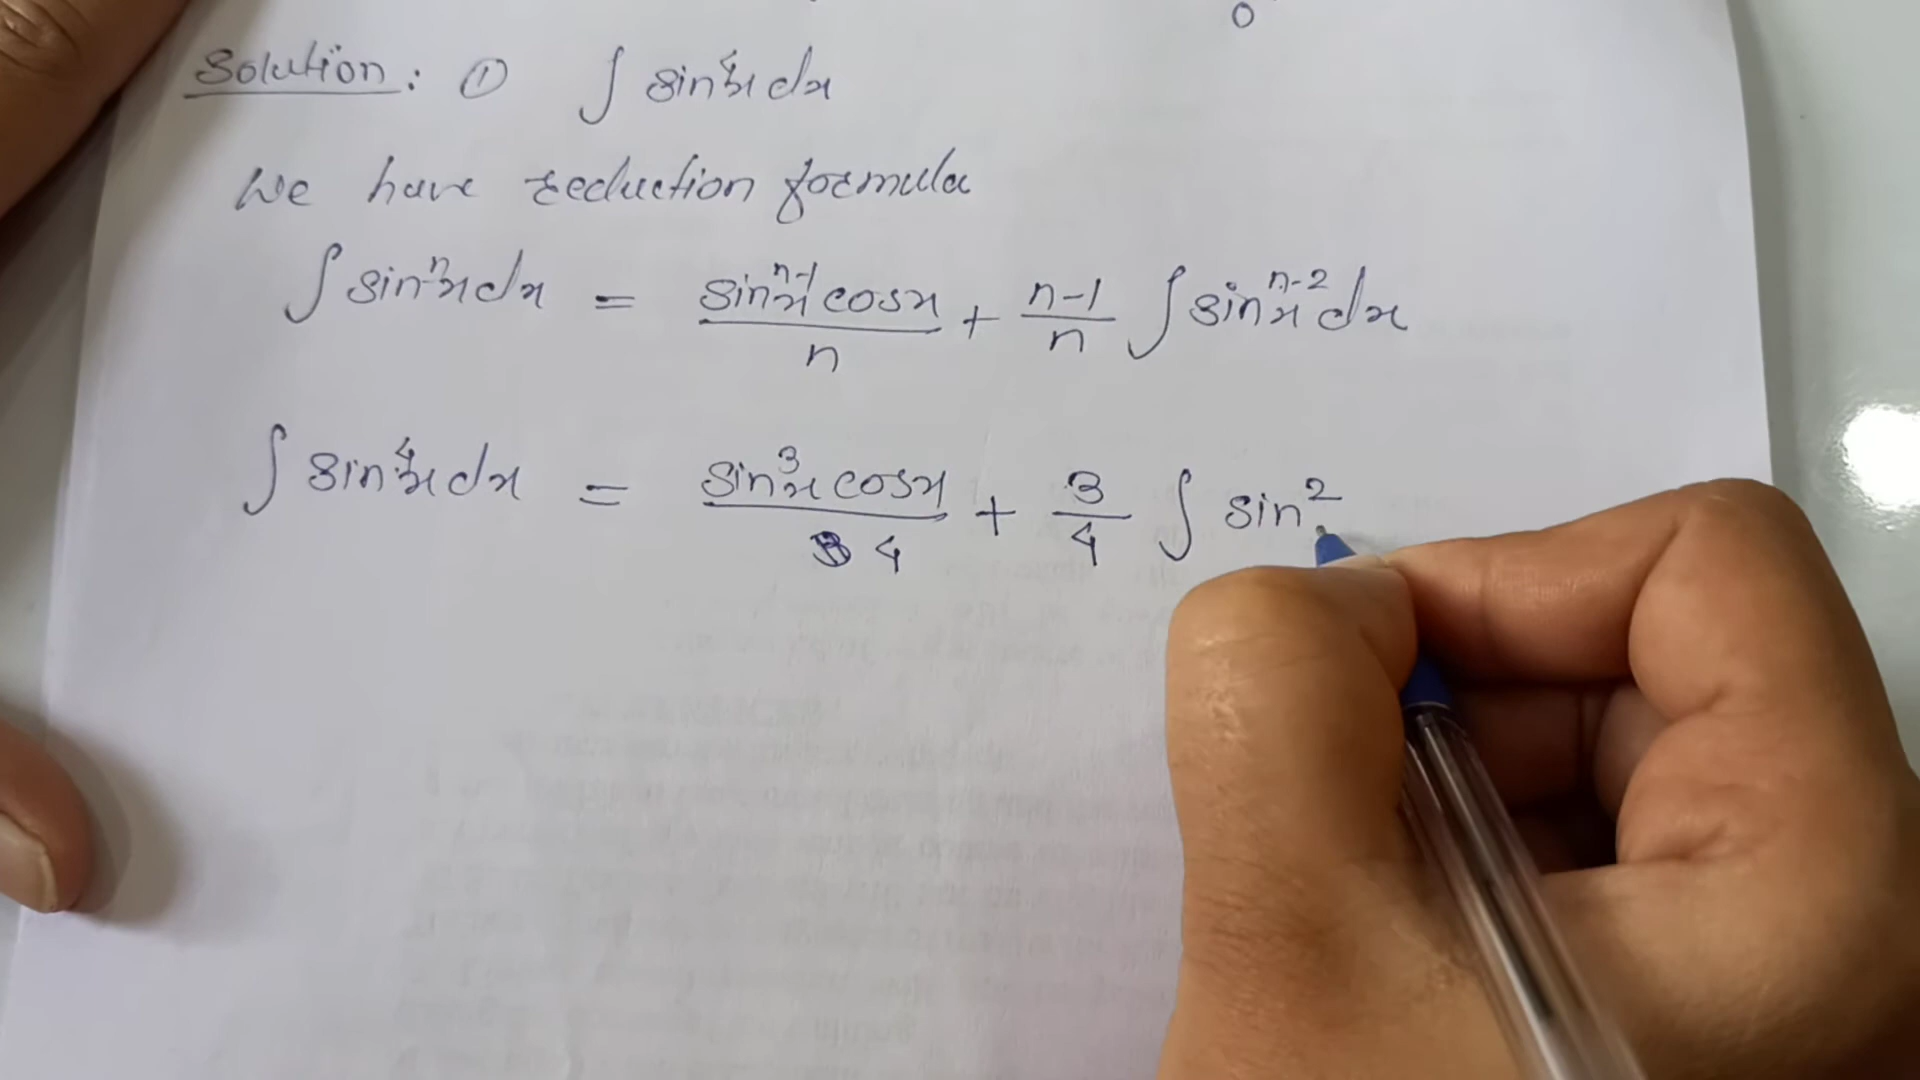 0
Solution: ① ∫ sin⁴x dx
We have reduction formula
∫ sinⁿx dx = sinⁿ⁻¹x cosx / n + n-1 / n ∫ sinⁿ⁻²x dx
∫ sin⁴x dx = sin³x cosx / 4 + 3 / 4 ∫ sin²